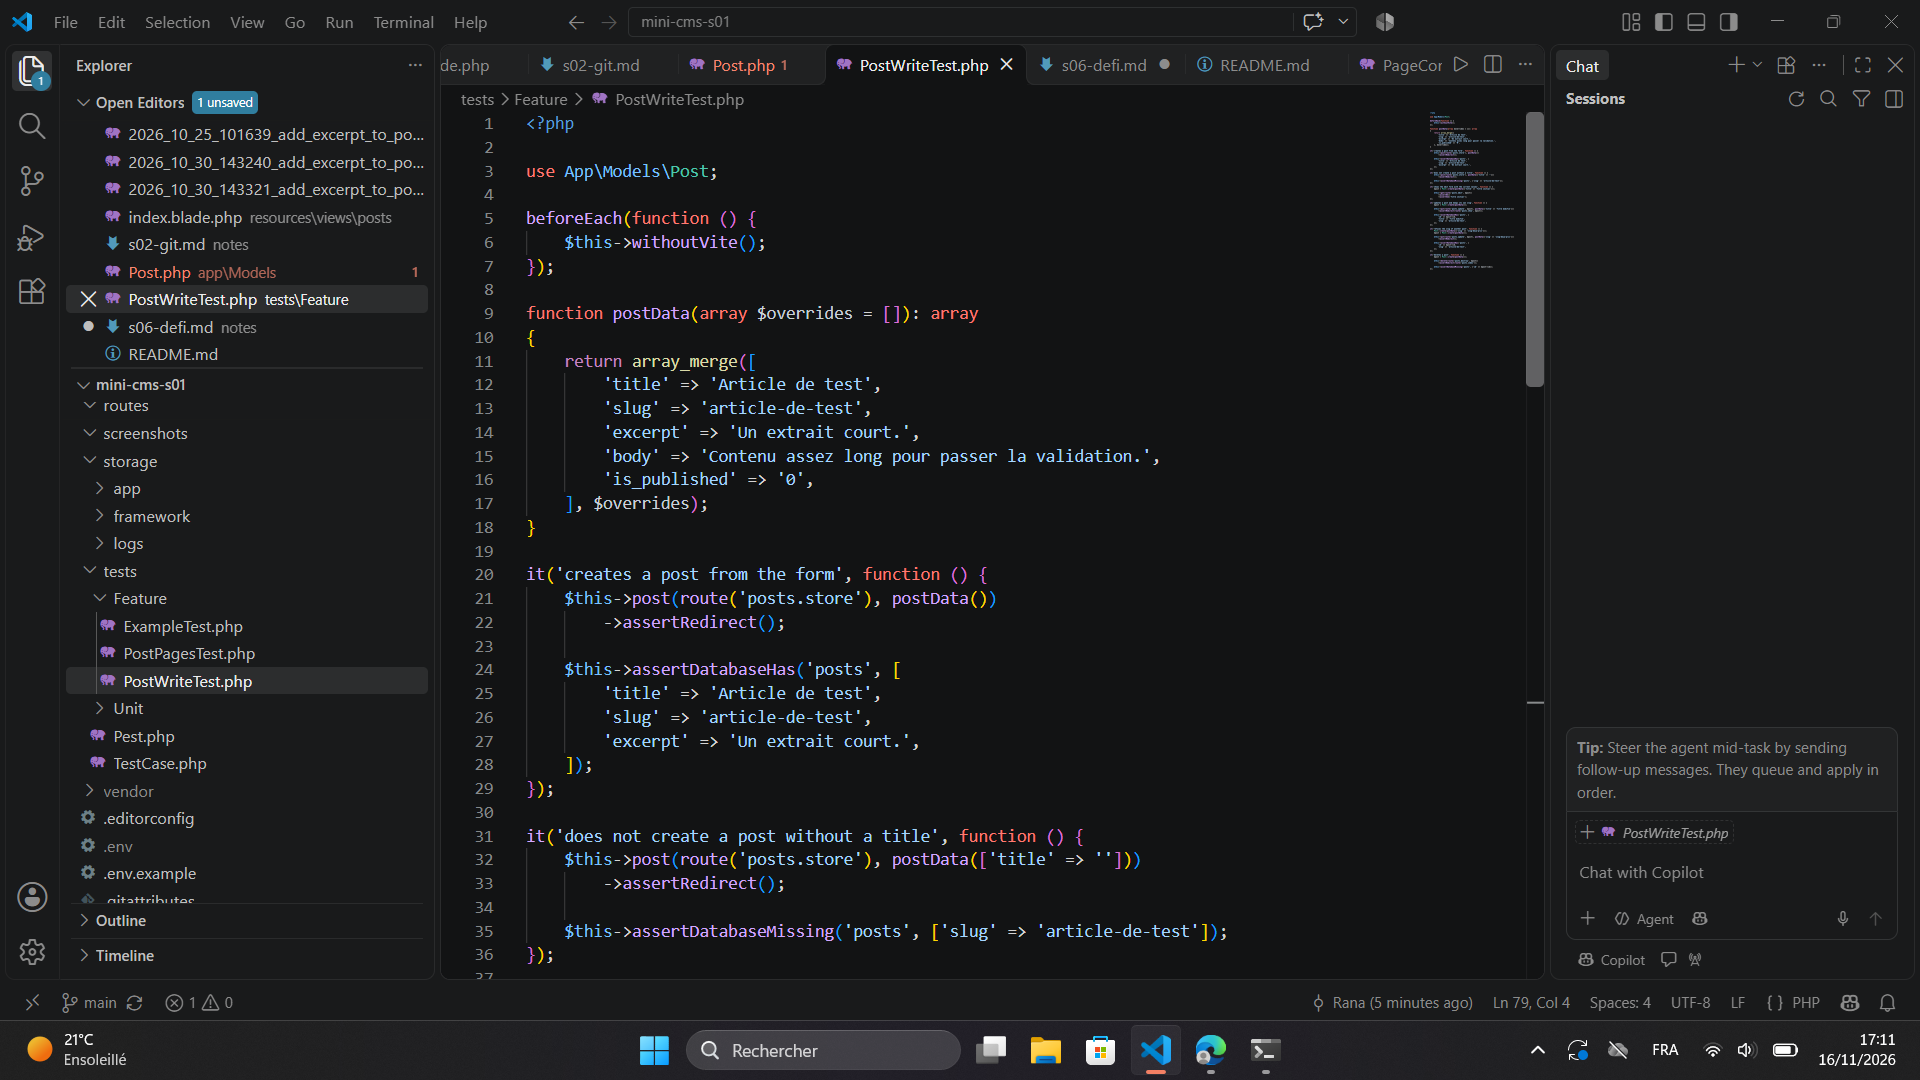 File Edit Selection View Go Run Terminal Help
mini-cms-s01
Explorer
Open Editors 1 unsaved
2026_10_25_101639_add_excerpt_to_po...
2026_10_30_143240_add_excerpt_to_po...
2026_10_30_143321_add_excerpt_to_po...
index.blade.php resources\views\posts
s02-git.md notes
Post.php app\Models 1
PostWriteTest.php tests\Feature
s06-defi.md notes
README.md
mini-cms-s01
routes
screenshots
storage
app
framework
logs
tests
Feature
ExampleTest.php
PostPagesTest.php
PostWriteTest.php
Unit
Pest.php
TestCase.php
vendor
.editorconfig
.env
.env.example
.gitattributes
Outline
Timeline
de.php s02-git.md Post.php 1 PostWriteTest.php s06-defi.md README.md PageCor
tests > Feature > PostWriteTest.php
1 <?php
2
3 use App\Models\Post;
4
5 beforeEach(function () {
6 $this->withoutVite();
7 });
8
9 function postData(array $overrides = []): array
10 {
11 return array_merge([
12 'title' => 'Article de test',
13 'slug' => 'article-de-test',
14 'excerpt' => 'Un extrait court.',
15 'body' => 'Contenu assez long pour passer la validation.',
16 'is_published' => '0',
17 ], $overrides);
18 }
19
20 it('creates a post from the form', function () {
21 $this->post(route('posts.store'), postData())
22 ->assertRedirect();
23
24 $this->assertDatabaseHas('posts', [
25 'title' => 'Article de test',
26 'slug' => 'article-de-test',
27 'excerpt' => 'Un extrait court.',
28 ]);
29 });
30
31 it('does not create a post without a title', function () {
32 $this->post(route('posts.store'), postData(['title' => '']))
33 ->assertRedirect();
34
35 $this->assertDatabaseMissing('posts', ['slug' => 'article-de-test']);
36 });
37
Chat
Sessions
Tip: Steer the agent mid-task by sending
follow-up messages. They queue and apply in
order.
PostWriteTest.php
Chat with Copilot
Agent
Copilot
main 1 0 Rana (5 minutes ago) Ln 79, Col 4 Spaces: 4 UTF-8 LF { } PHP
21°C
Ensoleillé
Rechercher
FRA
17:11
16/11/2026